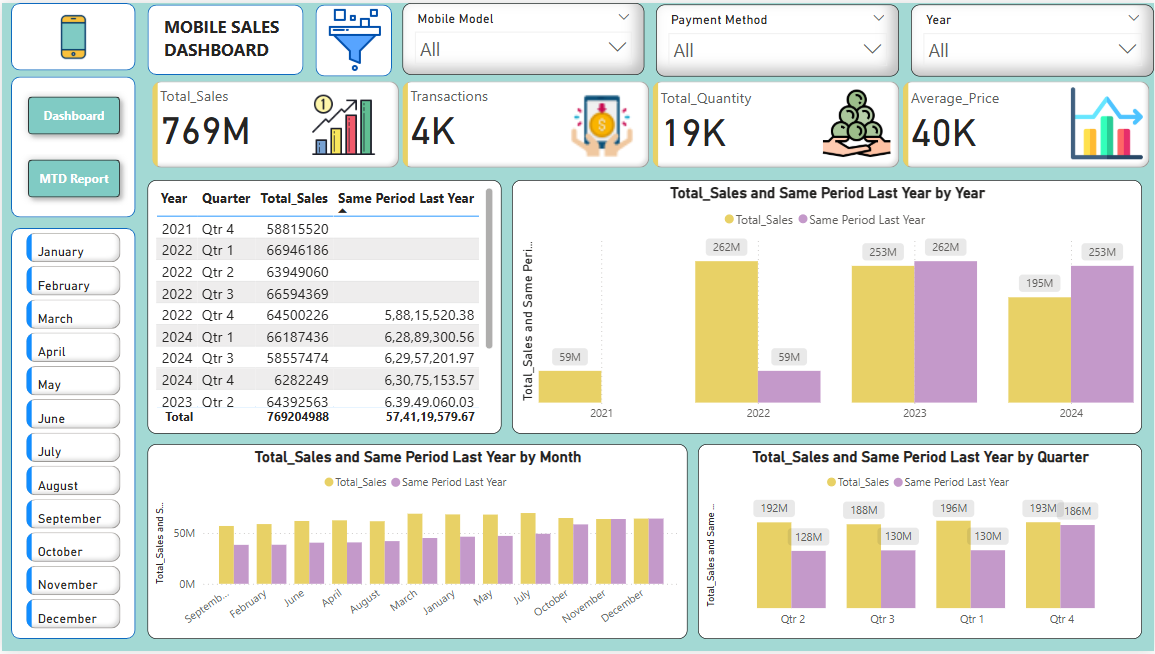 MOBILE SALES
DASHBOARD
Mobile Model
All
Payment Method
All
Year
All
Dashboard
MTD Report
Total_Sales
769M
1
Transactions
4K
Total_Quantity
19K
Average_Price
40K
January
February
March
April
May
June
July
August
September
October
November
December
Year Quarter Total_Sales Same Period Last Year
2021 Qtr 4 58815520
2022 Qtr 1 66946186
2022 Qtr 2 63949060
2022 Qtr 3 66594369
2022 Qtr 4 64500226 5,88,15,520.38
2024 Qtr 1 66187436 6,28,89,300.56
2024 Qtr 3 58557474 6,29,57,201.97
2024 Qtr 4 6282249 6,30,75,153.57
2023 Qtr 2 64392563 6,39,49,060.03
Total 769204988 57,41,19,579.67
Total_Sales and Same Period Last Year by Year
Total_Sales Same Period Last Year
Total_Sales and Same Peri...
59M
262M
59M
253M
262M
195M
253M
2021 2022 2023 2024
Total_Sales and Same Period Last Year by Month
Total_Sales Same Period Last Year
Total_Sales and S...
50M
0M
Septemb... February June April August March January May July October November December
Total_Sales and Same Period Last Year by Quarter
Total_Sales Same Period Last Year
Total_Sales and Same ...
192M 128M 188M 130M 196M 130M 193M 186M
Qtr 2 Qtr 3 Qtr 1 Qtr 4